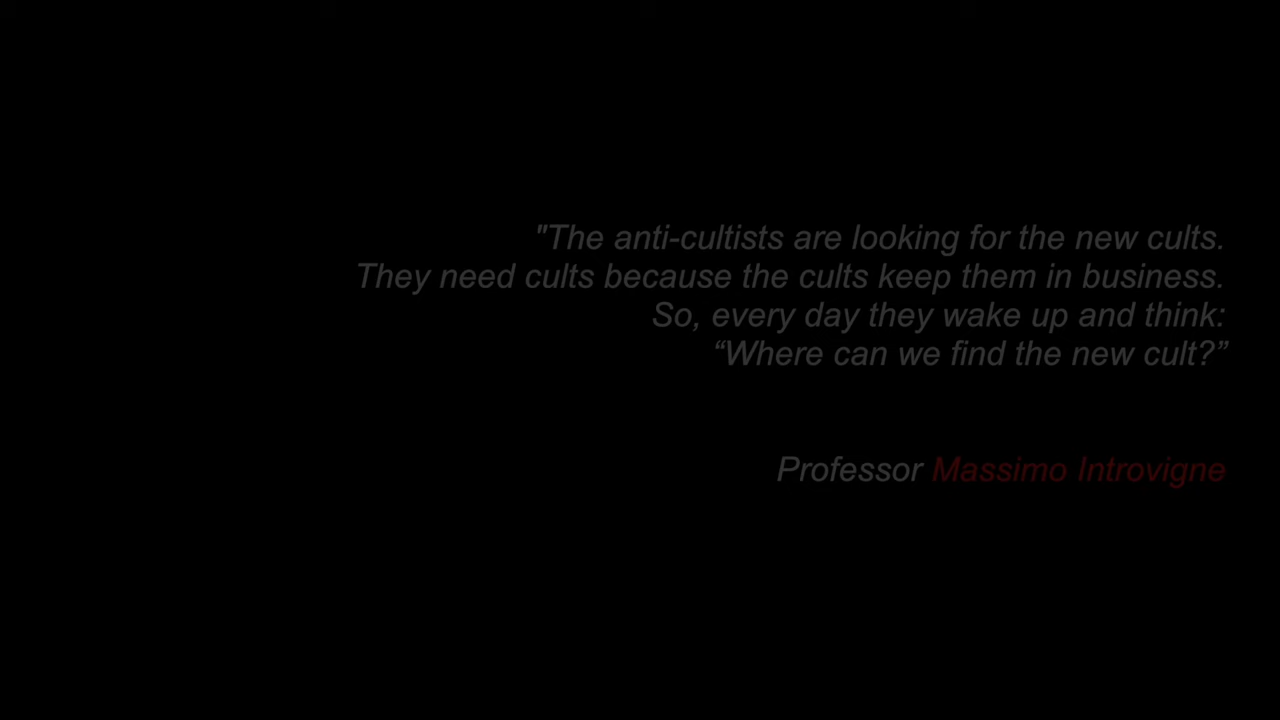 "The anti-cultists are looking for the new cults.
They need cults because the cults keep them in business.
So, every day they wake up and think:
“Where can we find the new cult?”
Professor Massimo Introvigne